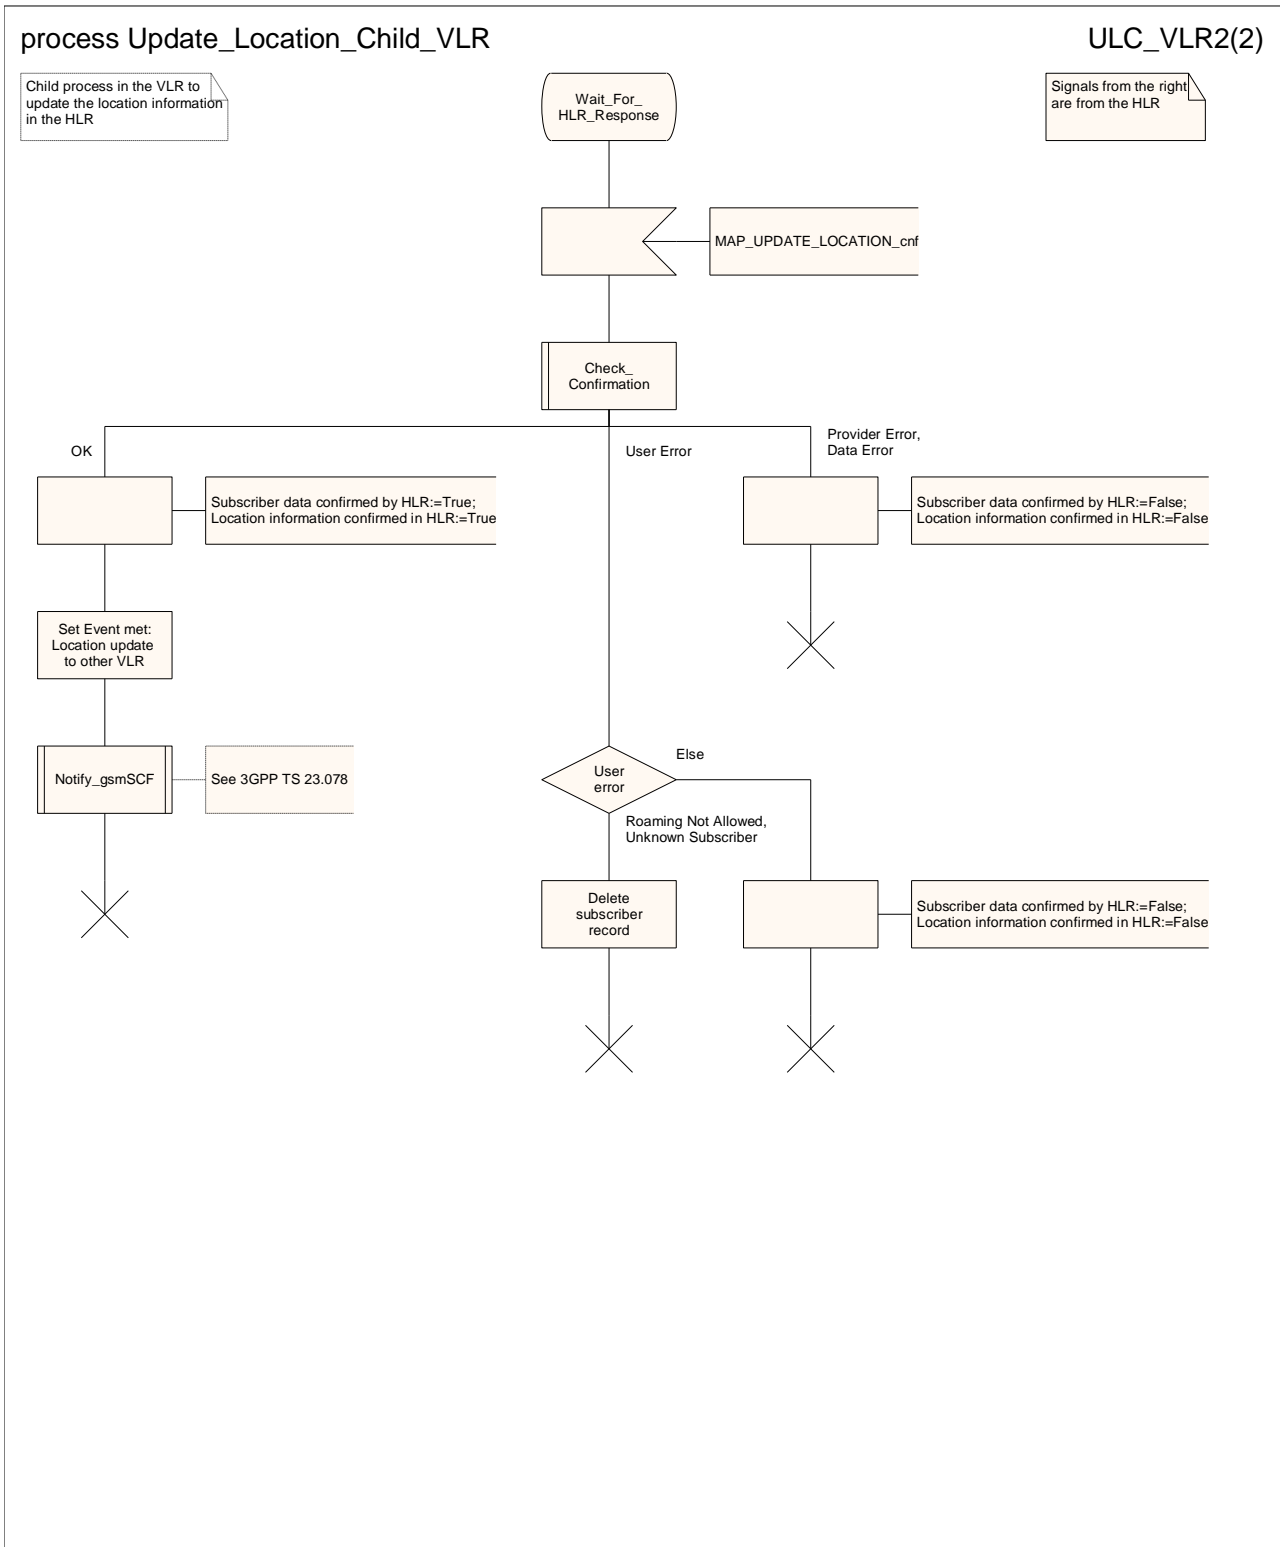 process Update_Location_Child_VLR
ULC_VLR2(2)
Child process in the VLR to
update the location information
in the HLR
Wait_For_
HLR_Response
Signals from the right
are from the HLR
MAP_UPDATE_LOCATION_cnf
Check_
Confirmation
OK
User Error
Provider Error,
Data Error
Subscriber data confirmed by HLR:=True;
Location information confirmed in HLR:=True
Subscriber data confirmed by HLR:=False;
Location information confirmed in HLR:=False
Set Event met:
Location update
to other VLR
Notify_gsmSCF
See 3GPP TS 23.078
User
error
Else
Roaming Not Allowed,
Unknown Subscriber
Delete
subscriber
record
Subscriber data confirmed by HLR:=False;
Location information confirmed in HLR:=False